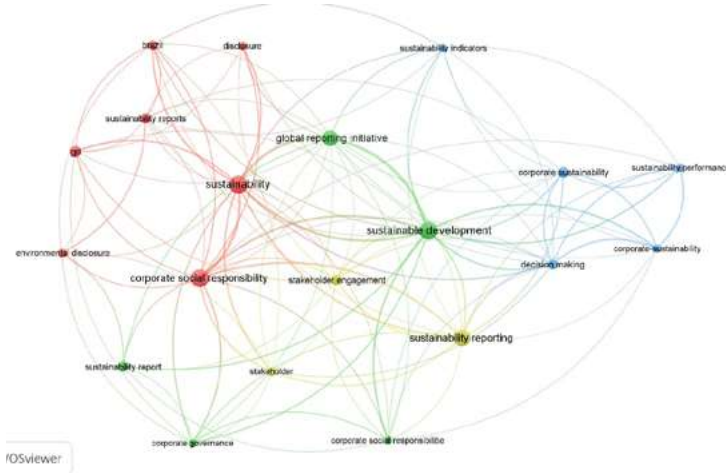 brazil
disclosure
sustainability indicators
sustainability reports
global reporting initiative
gri
corporate sustainability
sustainability performance
sustainability
sustainable development
environmental disclosure
corporate-sustainability
decision making
corporate social responsibility
stakeholder engagement
sustainability reporting
sustainability report
stakeholder
corporate governance
corporate social responsibilitie
VOSviewer